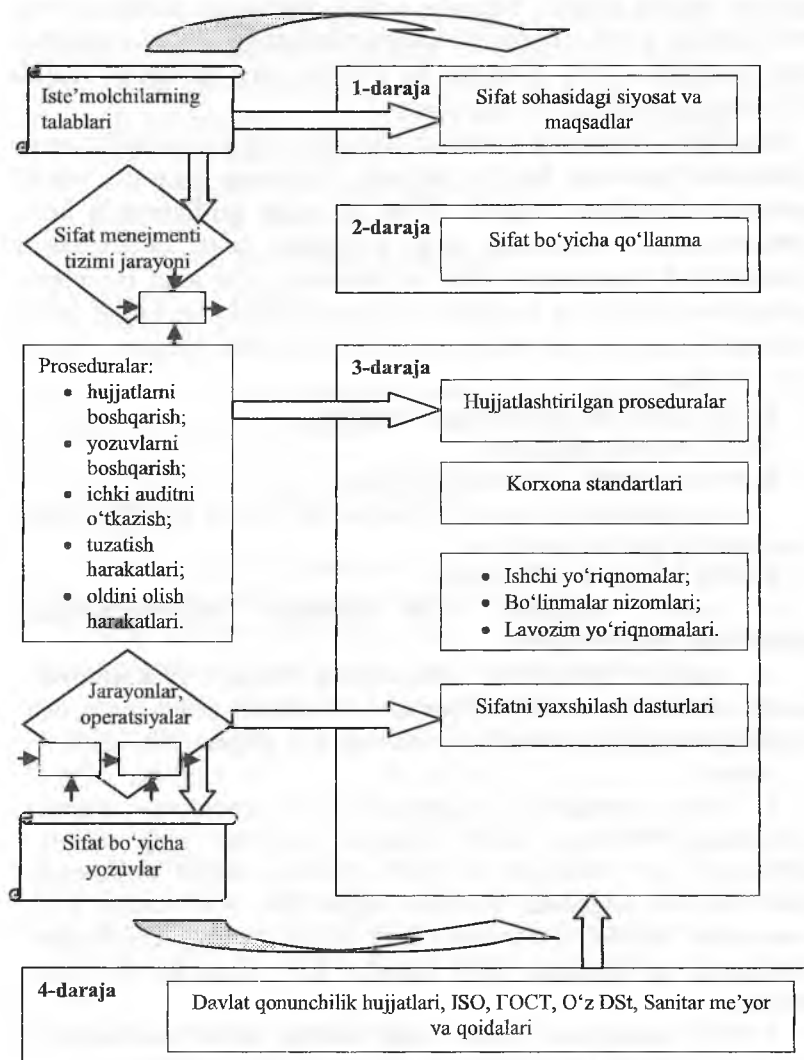 Iste’molchilarning
talablari
1-daraja
Sifat sohasidagi siyosat va
maqsadlar
Sifat menejmenti
tizimi jarayoni
2-daraja
Sifat bo‘yicha qo‘llanma
Proseduralar:
• hujjatlarni
boshqarish;
• yozuvlarni
boshqarish;
• ichki auditni
o‘tkazish;
• tuzatish
harakatlari;
• oldini olish
harakatlari.
3-daraja
Hujjatlashtirilgan proseduralar
Korxona standartlari
• Ishchi yo‘riqnomalar;
• Bo‘linmalar nizomlari;
• Lavozim yo‘riqnomalari.
Jarayonlar,
operatsiyalar
Sifatni yaxshilash dasturlari
Sifat bo‘yicha
yozuvlar
4-daraja
Davlat qonunchilik hujjatlari, ISO, ГОСТ, O‘z DSt, Sanitar me’yor
va qoidalari